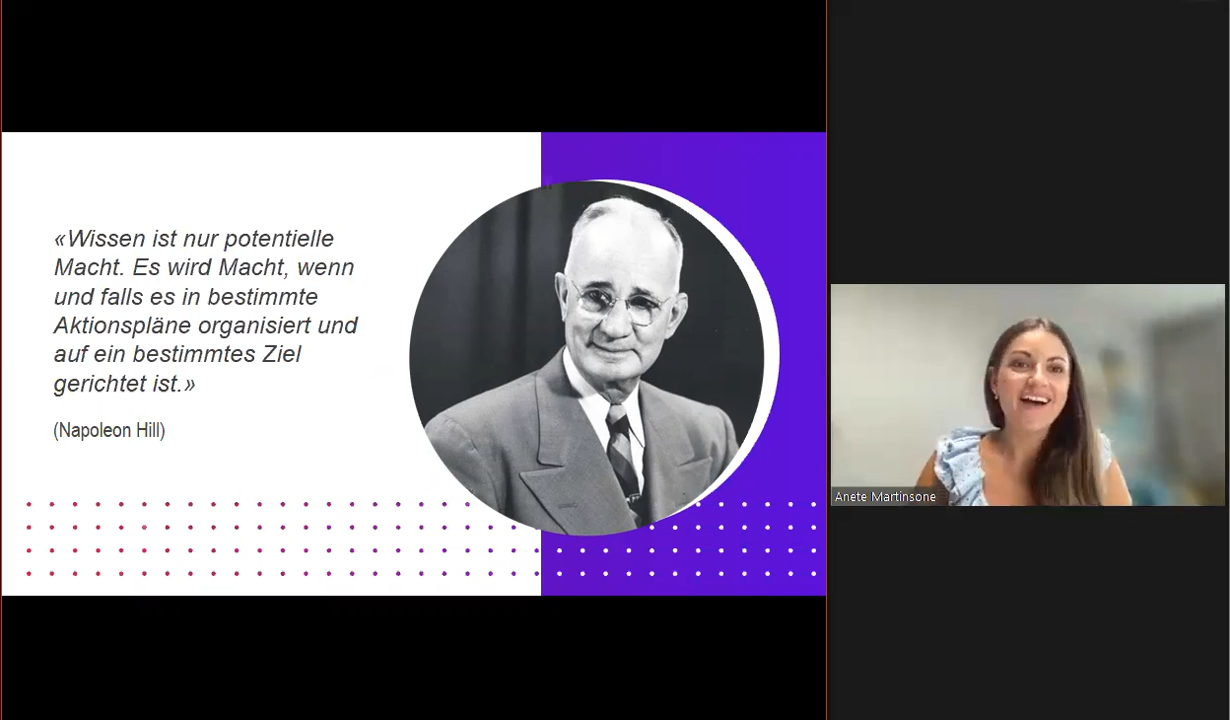 «Wissen ist nur potentielle
Macht. Es wird Macht, wenn
und falls es in bestimmte
Aktionspläne organisiert und
auf ein bestimmtes Ziel
gerichtet ist.»
(Napoleon Hill)
Anete Martinsone